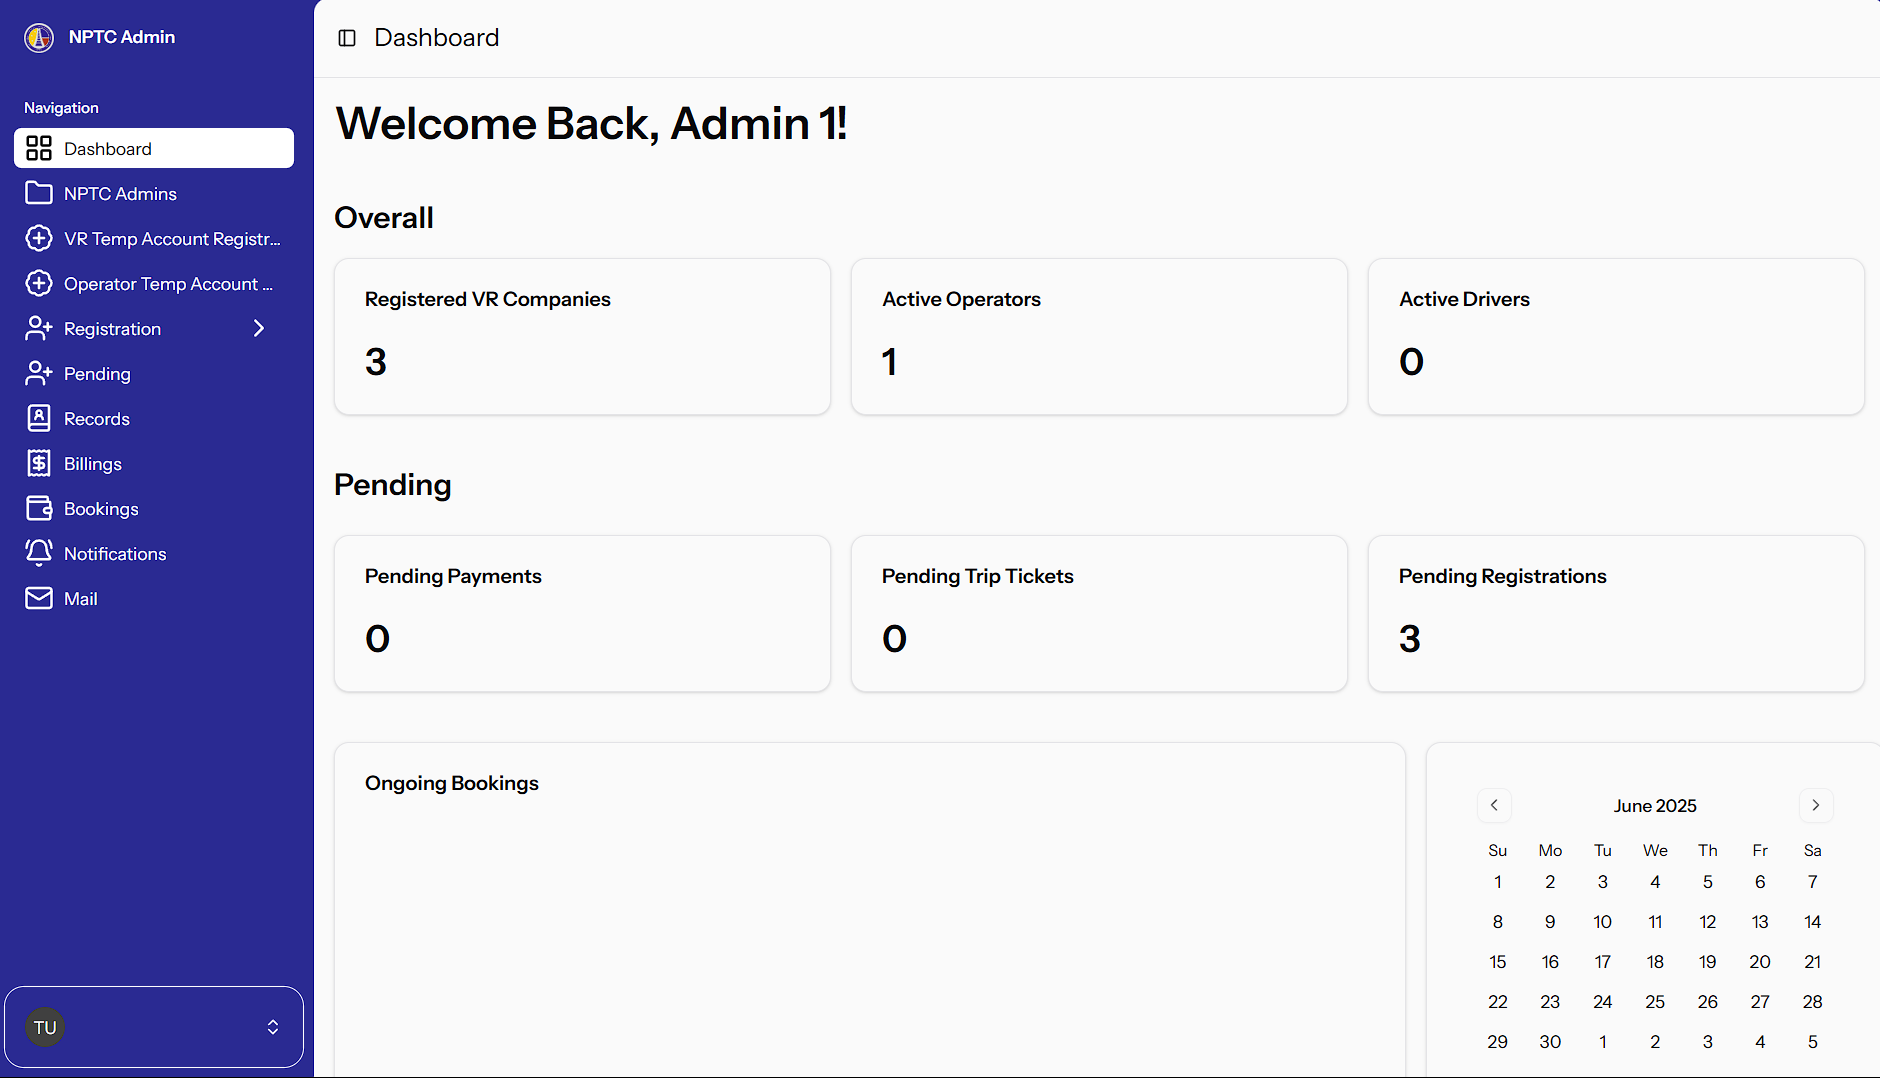 NPTC Admin
Navigation
Dashboard
NPTC Admins
VR Temp Account Registr...
Operator Temp Account ...
Registration
Pending
Records
Billings
Bookings
Notifications
Mail
TU
Dashboard
Welcome Back, Admin 1!
Overall
Registered VR Companies
3
Active Operators
1
Active Drivers
0
Pending
Pending Payments
0
Pending Trip Tickets
0
Pending Registrations
3
Ongoing Bookings
June 2025
Su Mo Tu We Th Fr Sa
1 2 3 4 5 6 7
8 9 10 11 12 13 14
15 16 17 18 19 20 21
22 23 24 25 26 27 28
29 30 1 2 3 4 5